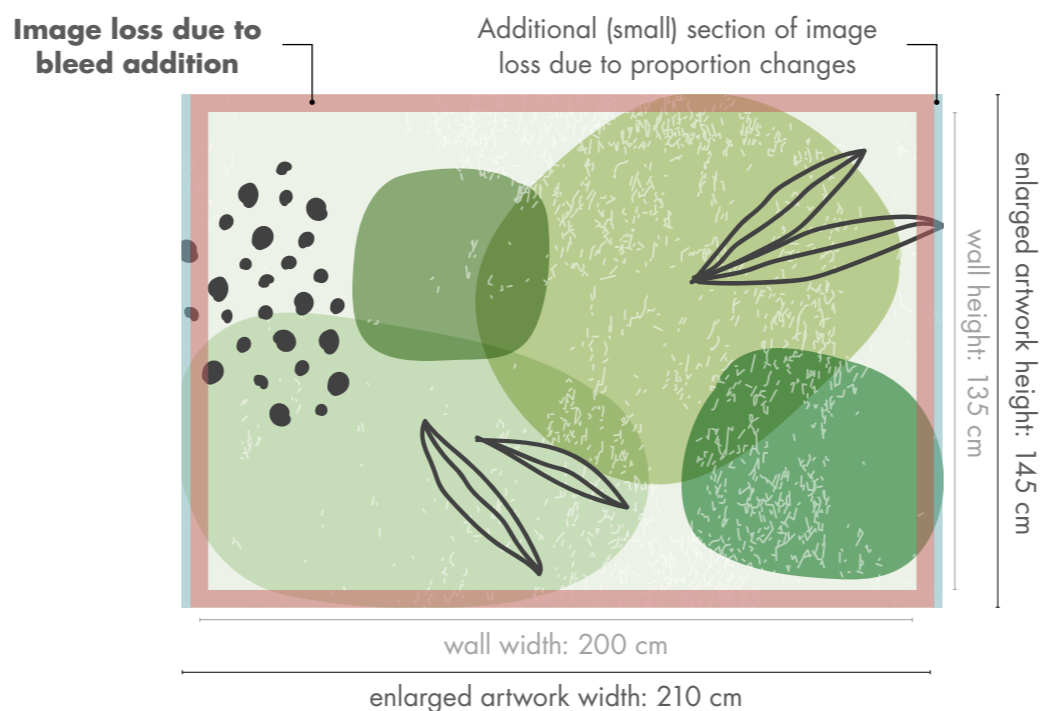 Image loss due to
bleed addition
Additional (small) section of image
loss due to proportion changes
wall height: 135 cm
enlarged artwork height: 145 cm
wall width: 200 cm
enlarged artwork width: 210 cm